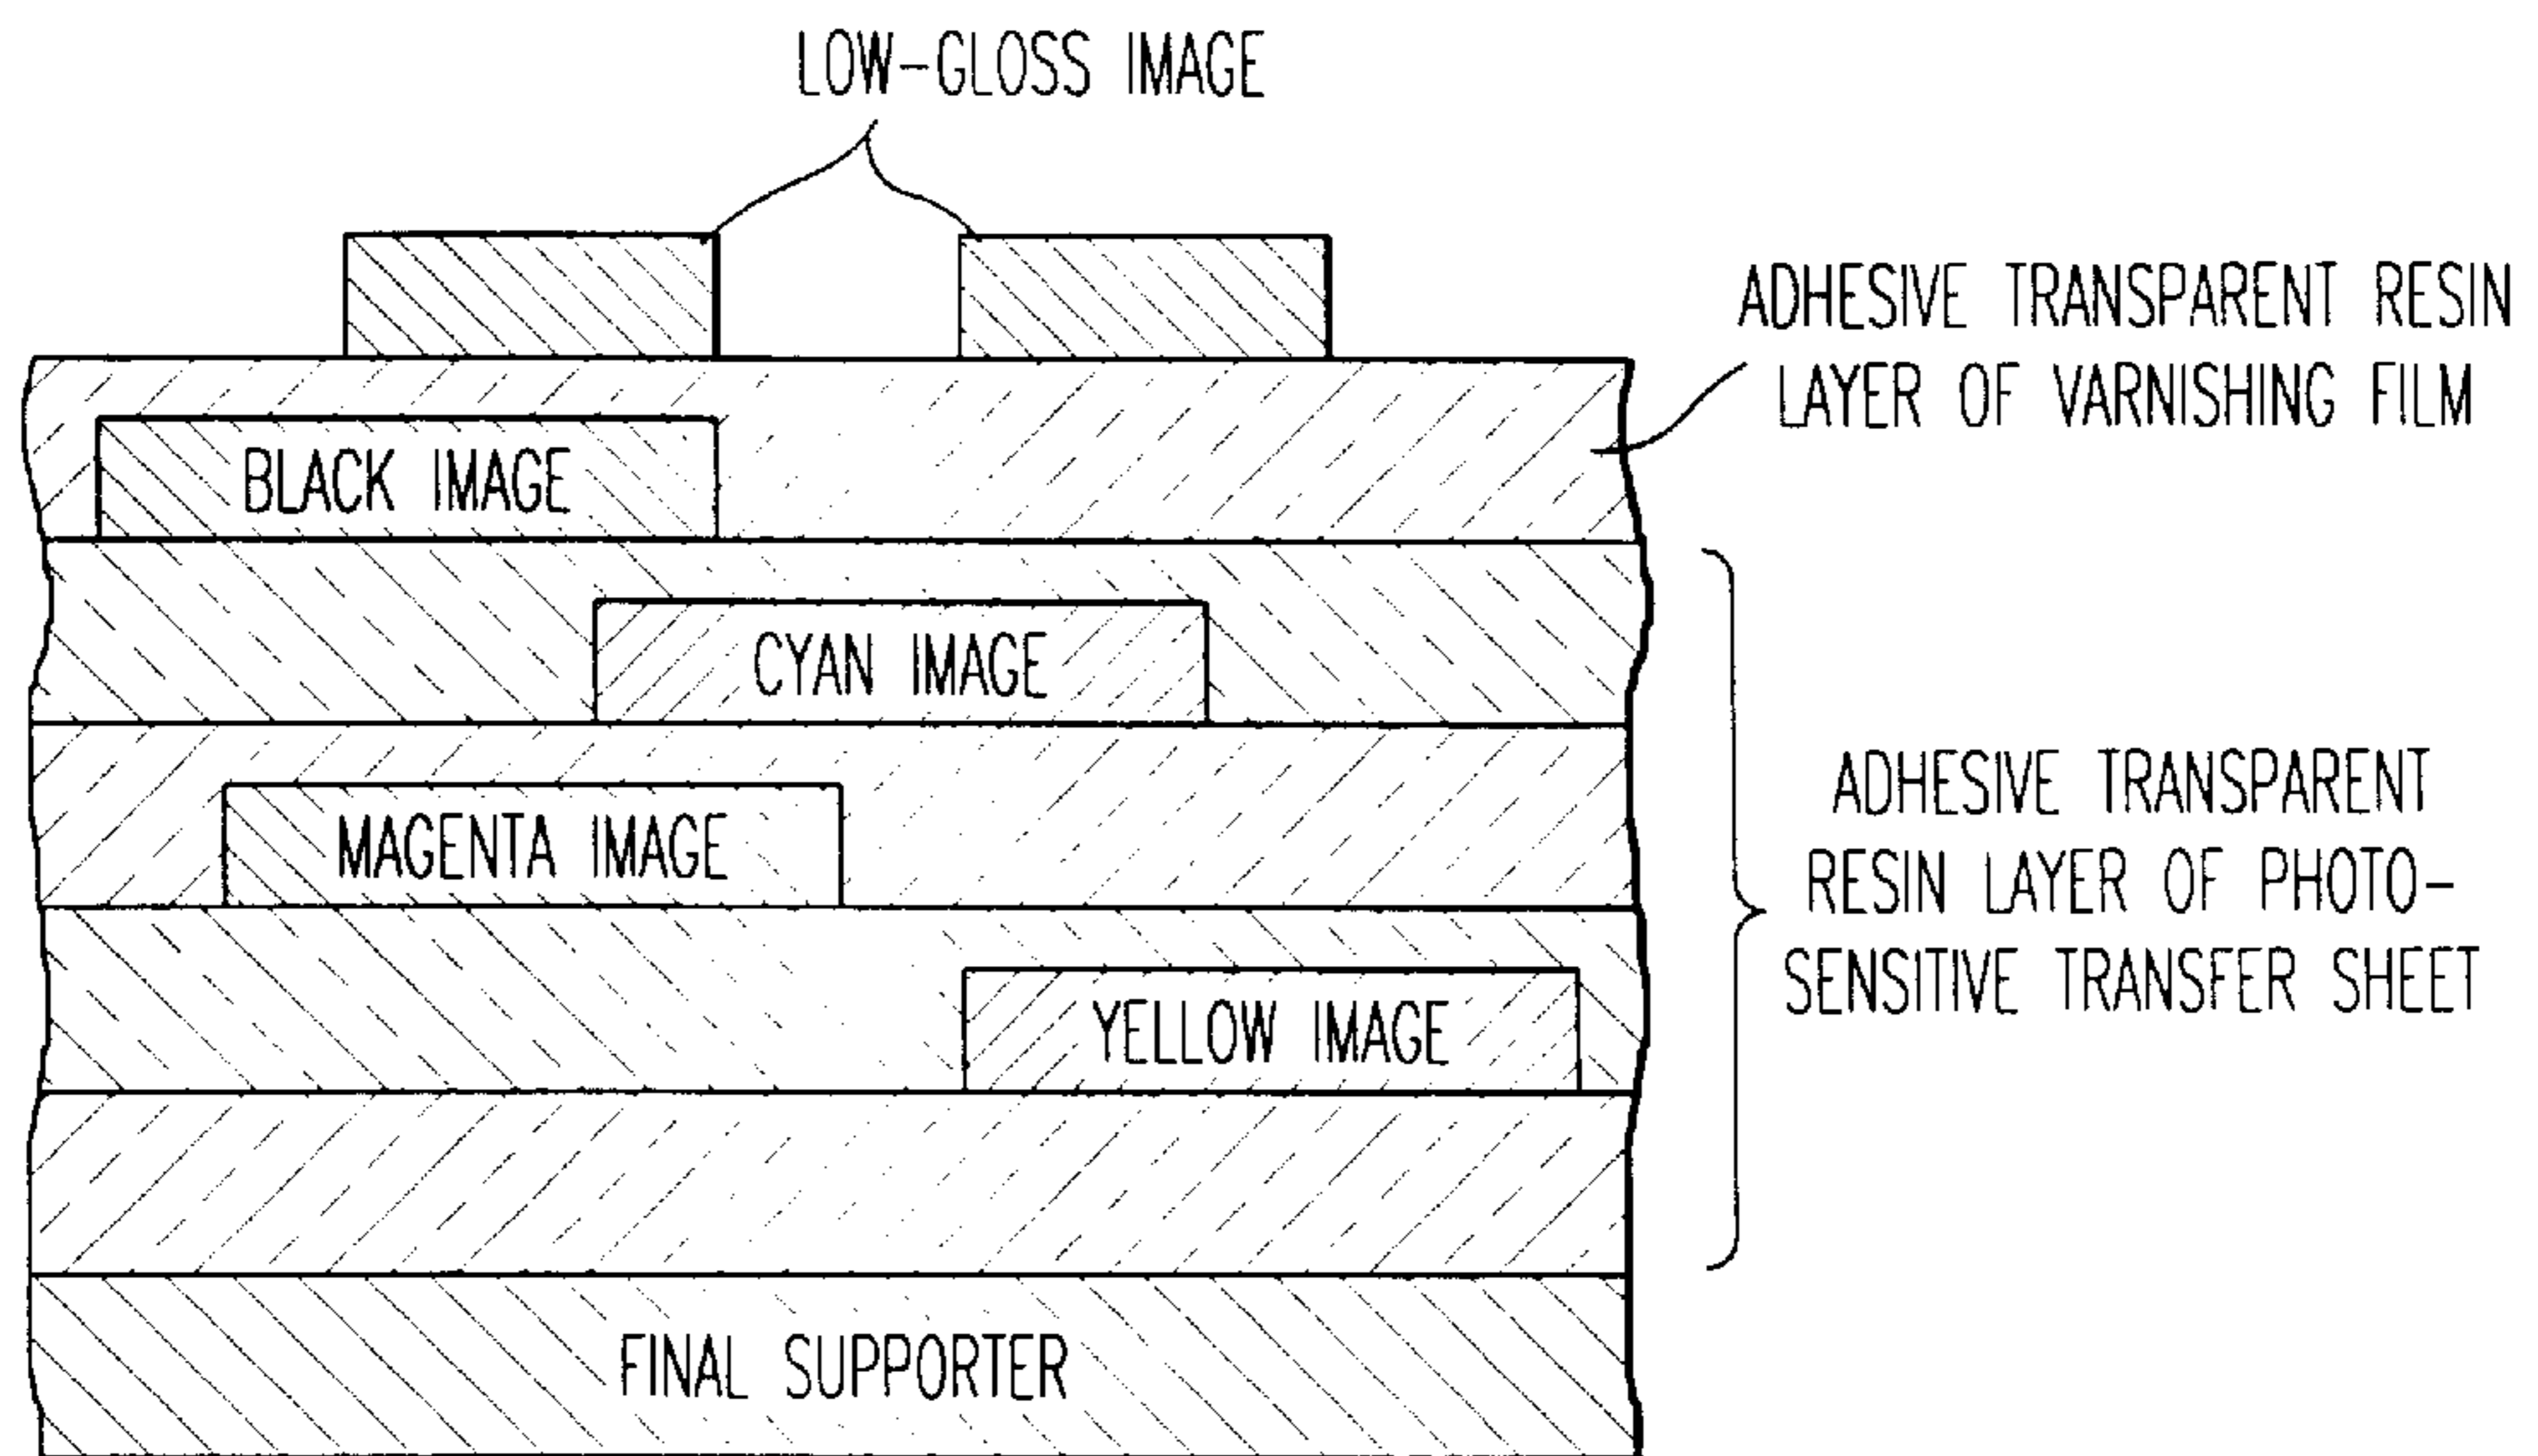 LOW-GLOSS IMAGE
ADHESIVE TRANSPARENT RESIN
LAYER OF VARNISHING FILM
BLACK IMAGE
CYAN IMAGE
MAGENTA IMAGE
ADHESIVE TRANSPARENT
RESIN LAYER OF PHOTO-
SENSITIVE TRANSFER SHEET
YELLOW IMAGE
FINAL SUPPORTER